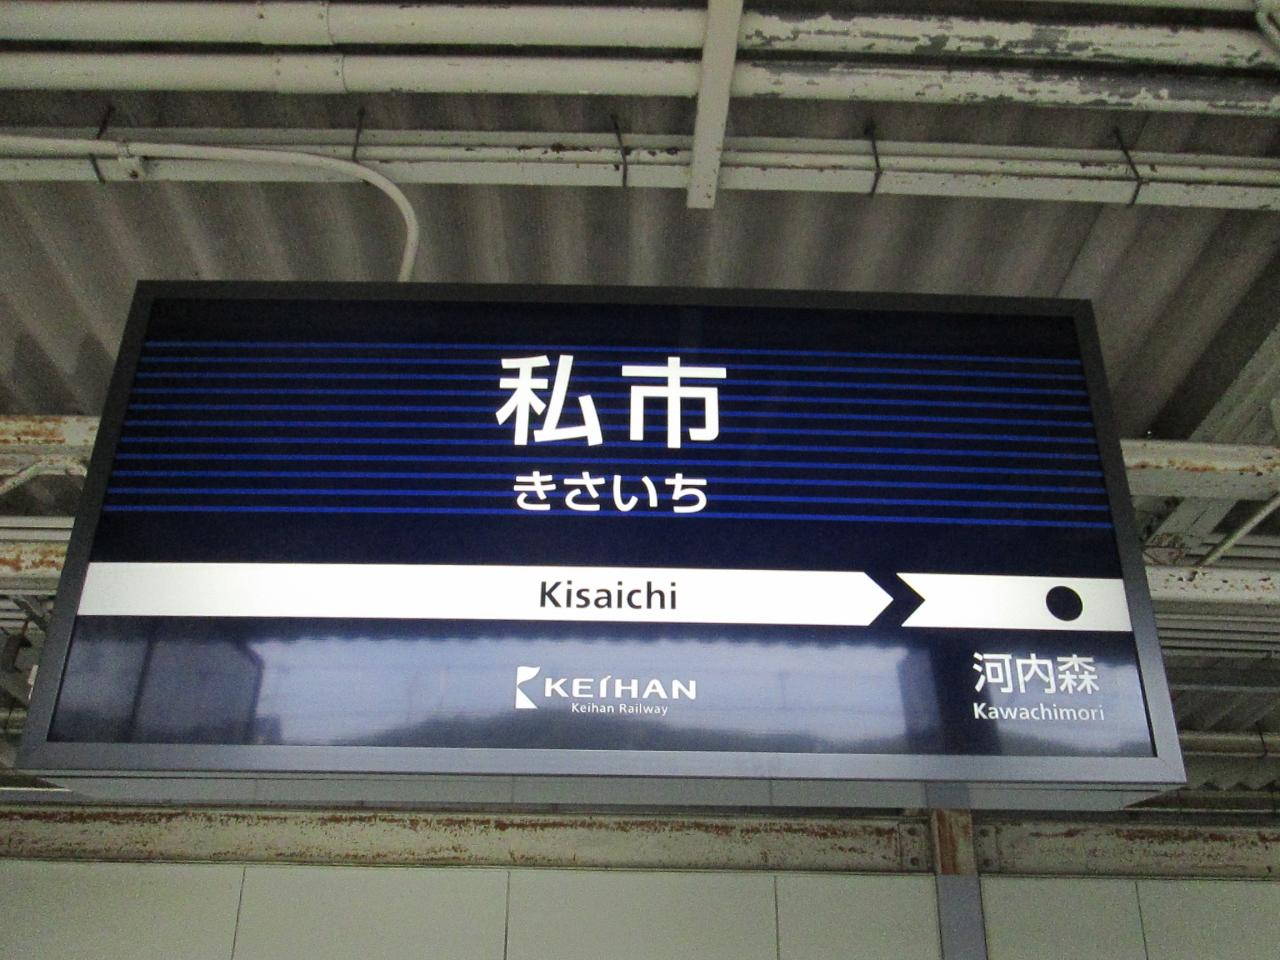 私市
きさいち
Kisaichi
河内森
Kawachimori
KEIHAN
Keihan Railway